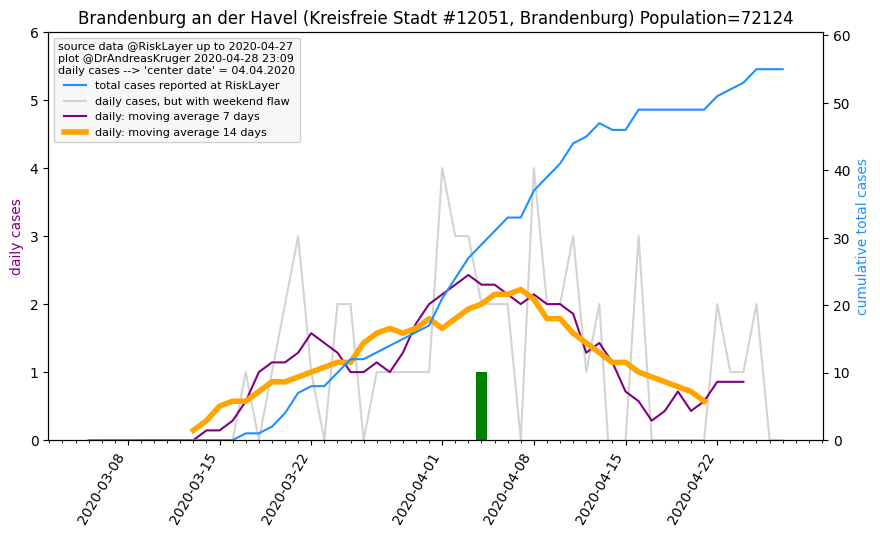 Brandenburg an der Havel (Kreisfreie Stadt #12051, Brandenburg) Population=72124
source data @RiskLayer up to 2020-04-27
plot @DrAndreasKruger 2020-04-28 23:09
daily cases --> 'center date' = 04.04.2020
total cases reported at RiskLayer
daily cases, but with weekend flaw
daily: moving average 7 days
daily: moving average 14 days
daily cases
6
5
4
3
2
1
0
60
50
40
30
20
10
0
cumulative total cases
2020-03-08
2020-03-15
2020-03-22
2020-04-01
2020-04-08
2020-04-15
2020-04-22